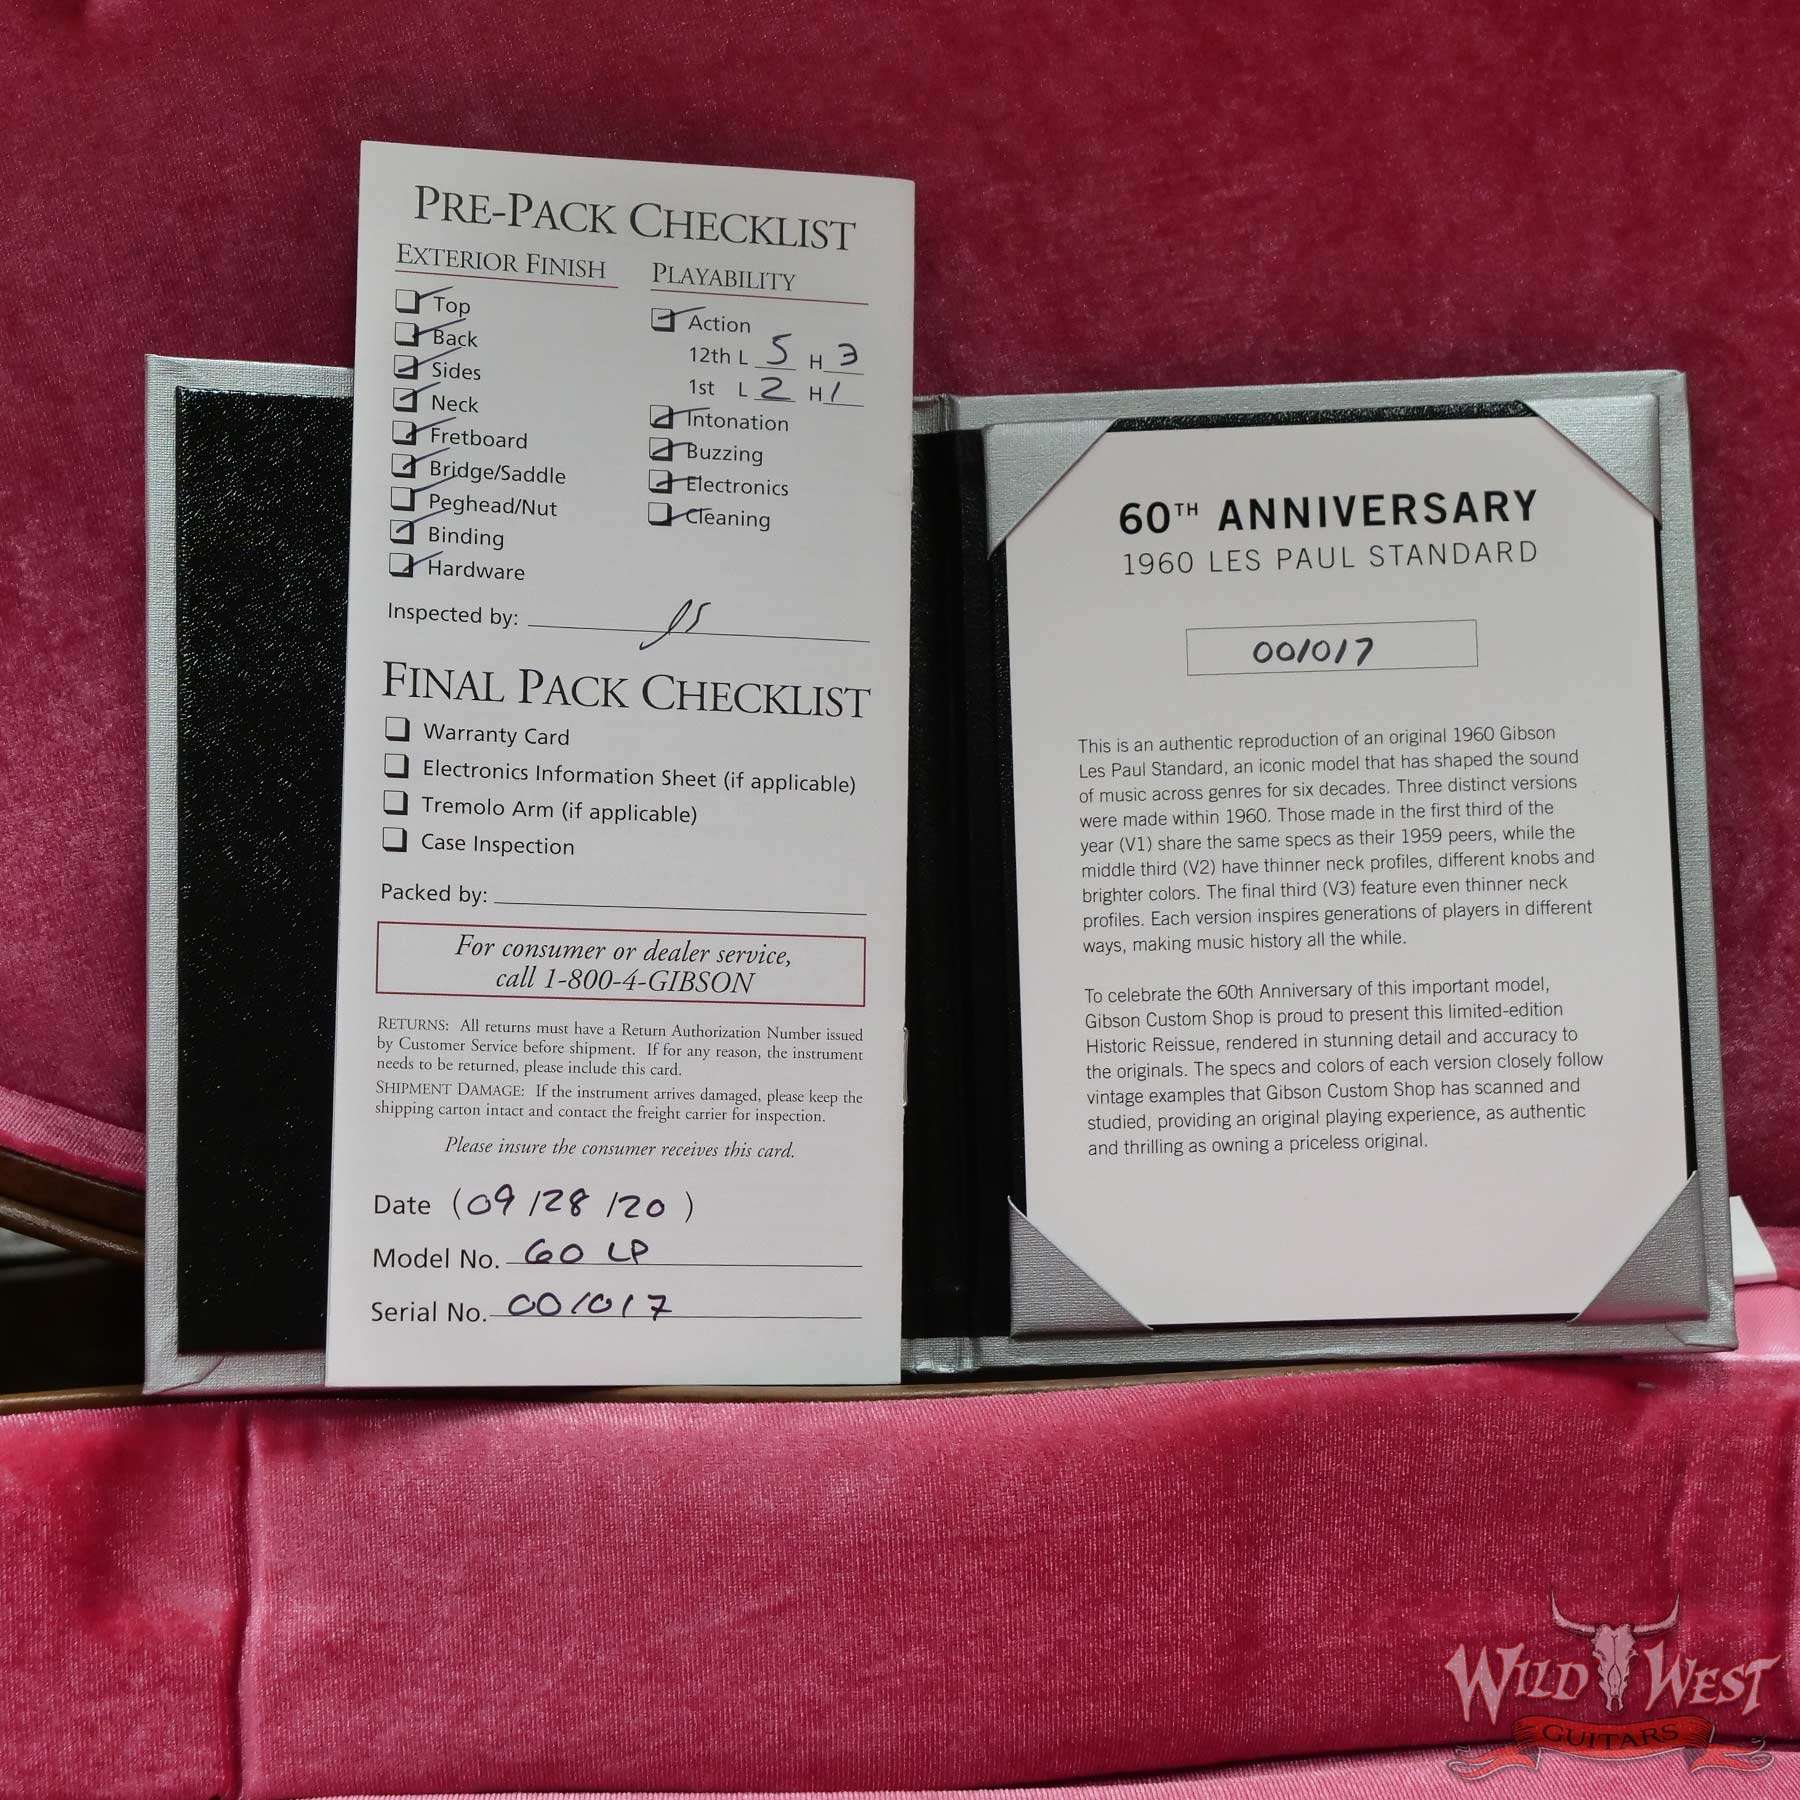 PRE-PACK CHECKLIST
EXTERIOR FINISH
Top
Back
Sides
Neck
Fretboard
Bridge/Saddle
Peghead/Nut
Binding
Hardware
PLAYABILITY
Action
12th L 5 H 3
1st L 2 H 1
Intonation
Buzzing
Electronics
Cleaning
Inspected by:
FINAL PACK CHECKLIST
Warranty Card
Electronics Information Sheet (if applicable)
Tremolo Arm (if applicable)
Case Inspection
Packed by:
For consumer or dealer service,
call 1-800-4-GIBSON
RETURNS: All returns must have a Return Authorization Number issued
by Customer Service before shipment. If for any reason, the instrument
needs to be returned, please include this card.
SHIPMENT DAMAGE: If the instrument arrives damaged, please keep the
shipping carton intact and contact the freight carrier for inspection.
Please insure the consumer receives this card.
Date (09/28/20)
Model No. 60 LP
Serial No. 001017
60TH ANNIVERSARY
1960 LES PAUL STANDARD
001017
This is an authentic reproduction of an original 1960 Gibson
Les Paul Standard, an iconic model that has shaped the sound
of music across genres for six decades. Three distinct versions
were made within 1960. Those made in the first third of the
year (V1) share the same specs as their 1959 peers, while the
middle third (V2) have thinner neck profiles, different knobs and
brighter colors. The final third (V3) feature even thinner neck
profiles. Each version inspires generations of players in different
ways, making music history all the while.
To celebrate the 60th Anniversary of this important model,
Gibson Custom Shop is proud to present this limited-edition
Historic Reissue, rendered in stunning detail and accuracy to
the originals. The specs and colors of each version closely follow
vintage examples that Gibson Custom Shop has scanned and
studied, providing an original playing experience, as authentic
and thrilling as owning a priceless original.
WILD WEST
GUITARS